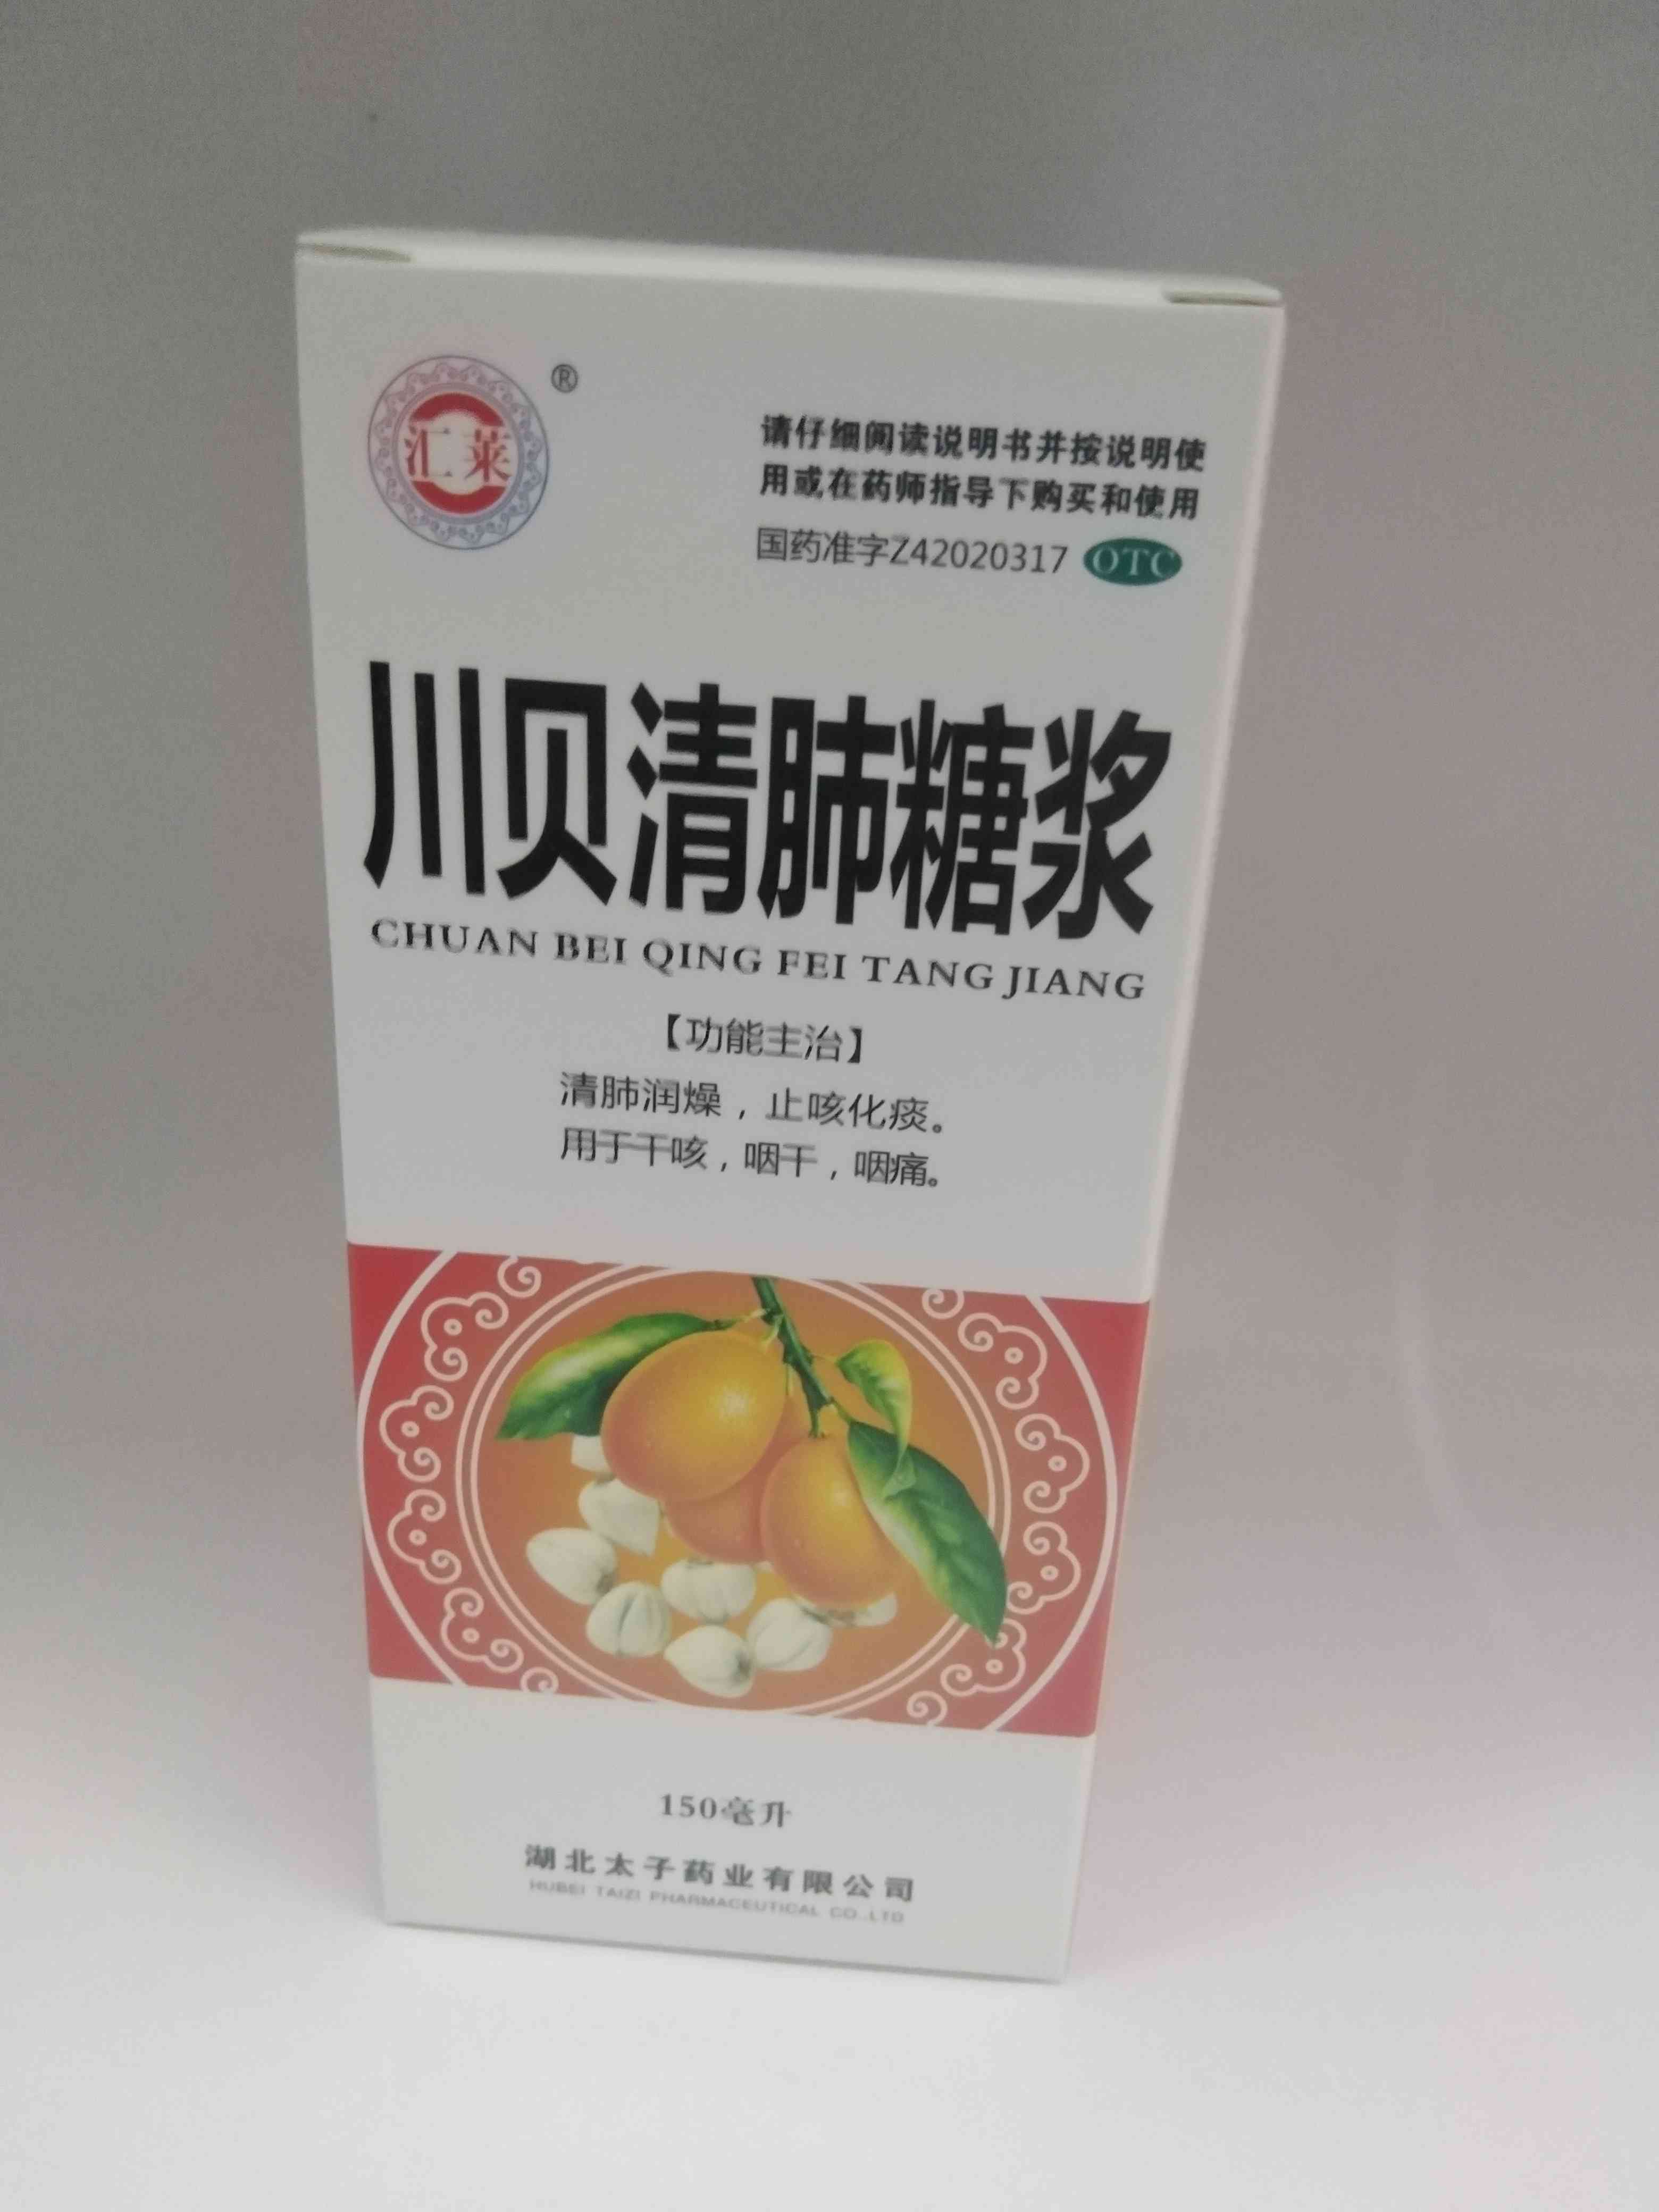 汇莱
®
请仔细阅读说明书并按说明使
用或在药师指导下购买和使用
国药准字Z42020317 OTC
川贝清肺糖浆
CHUAN BEI QING FEI TANG JIANG
【功能主治】
清肺润燥，止咳化痰。
用于干咳，咽干，咽痛。
150毫升
湖北太子药业有限公司
HUBEI TAIZI PHARMACEUTICAL CO.,LTD